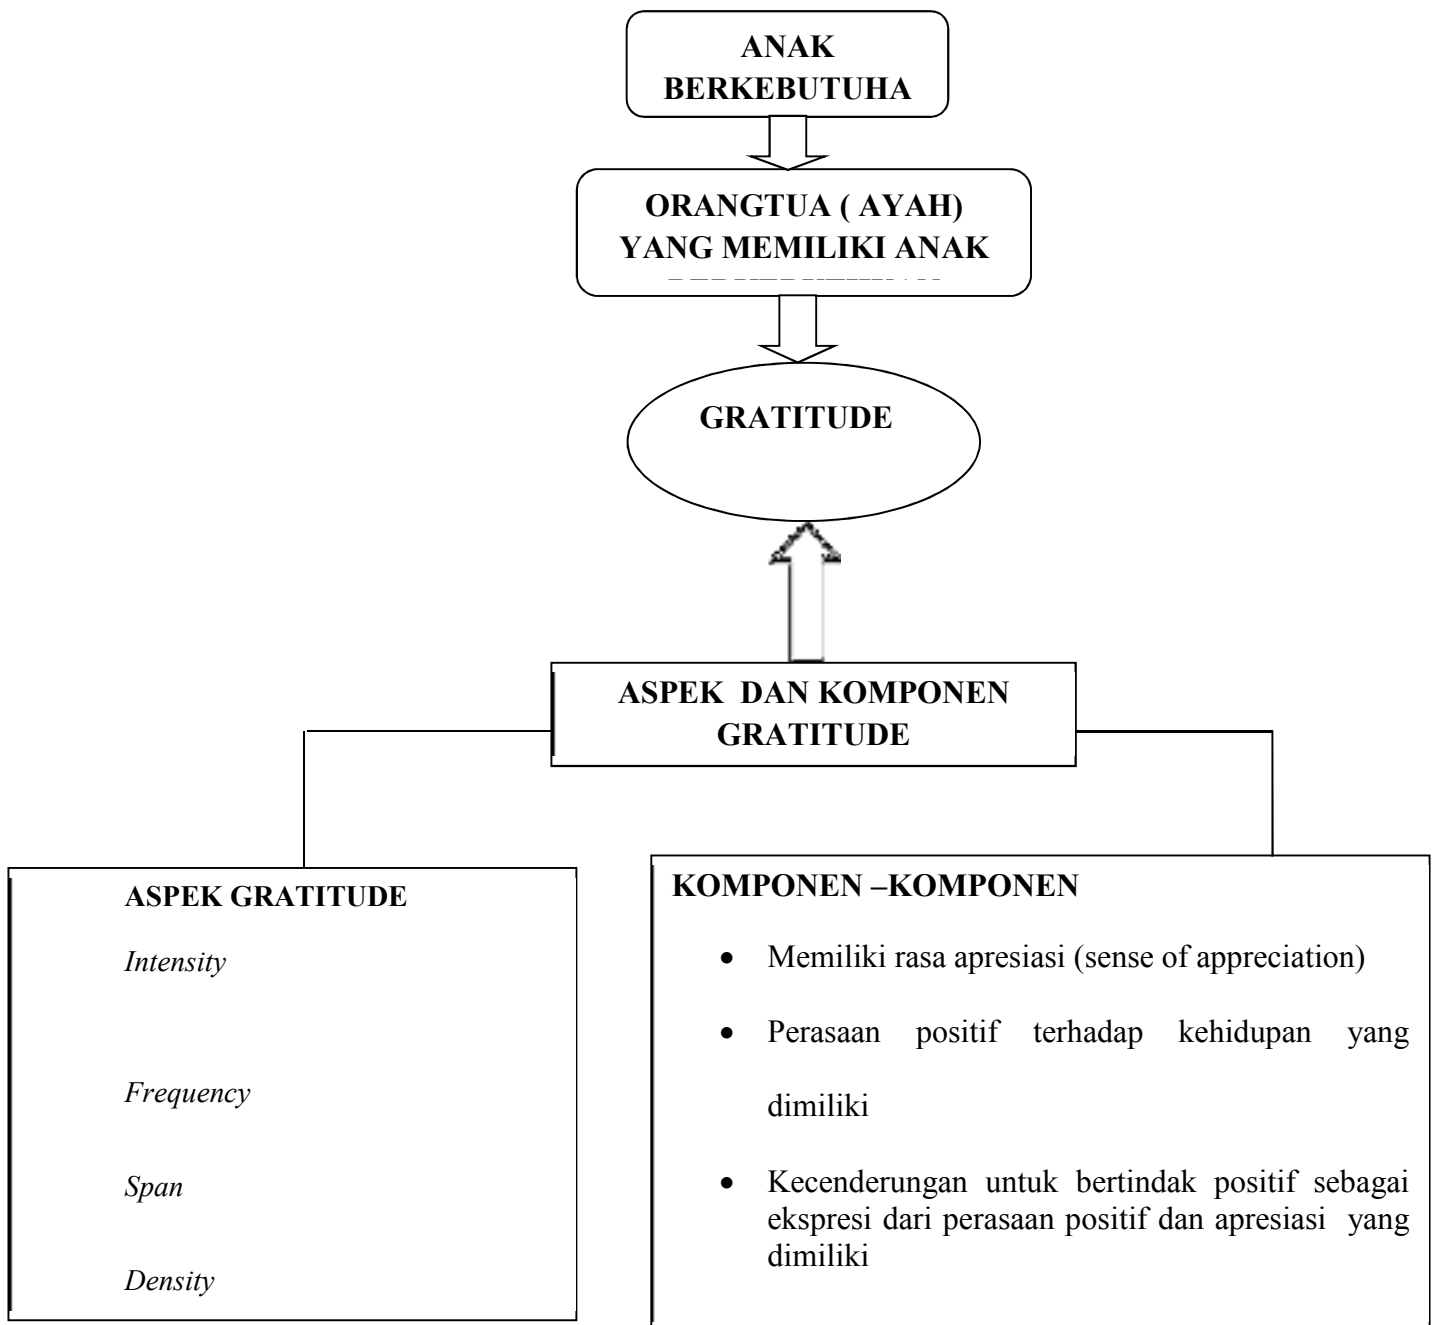 ANAK
BERKEBUTUHA
ORANGTUA ( AYAH)
YANG MEMILIKI ANAK
GRATITUDE
ASPEK  DAN KOMPONEN
GRATITUDE
ASPEK GRATITUDE
Intensity
Frequency
Span
Density
KOMPONEN –KOMPONEN
• Memiliki rasa apresiasi (sense of appreciation)
• Perasaan positif terhadap kehidupan yang
dimiliki
• Kecenderungan untuk bertindak positif sebagai
ekspresi dari perasaan positif dan apresiasi  yang
dimiliki